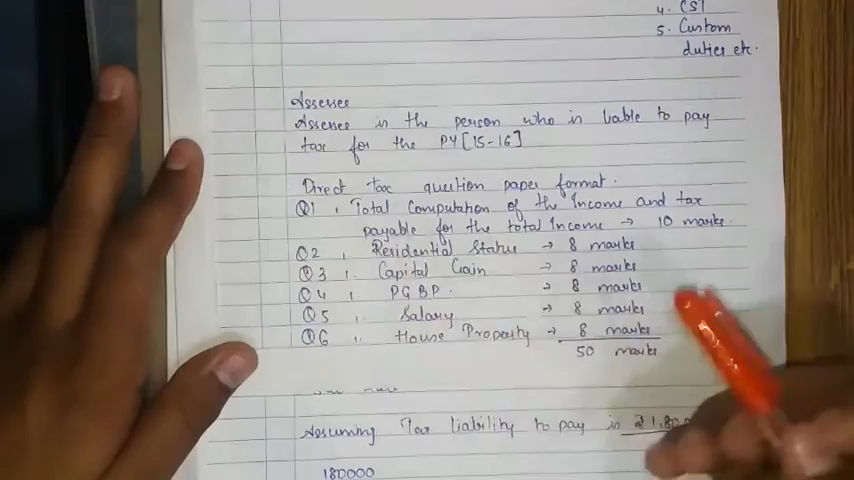 4. CST
5. Custom
duties etc.
Assessee
Assessee is the person who is liable to pay
tax for the PY [15-16]
Direct tax question paper format.
Q1. Total Computation of the Income and tax
payable for the total Income → 10 marks.
Q2. Residential Status → 8 marks
Q3. Capital Gain → 8 marks
Q4. PGBP. → 8 marks
Q5. Salary → 8 marks
Q6. House Property → 8 marks
50 marks
Assuming Tax liability to pay is ₹ 1,80,0
180000